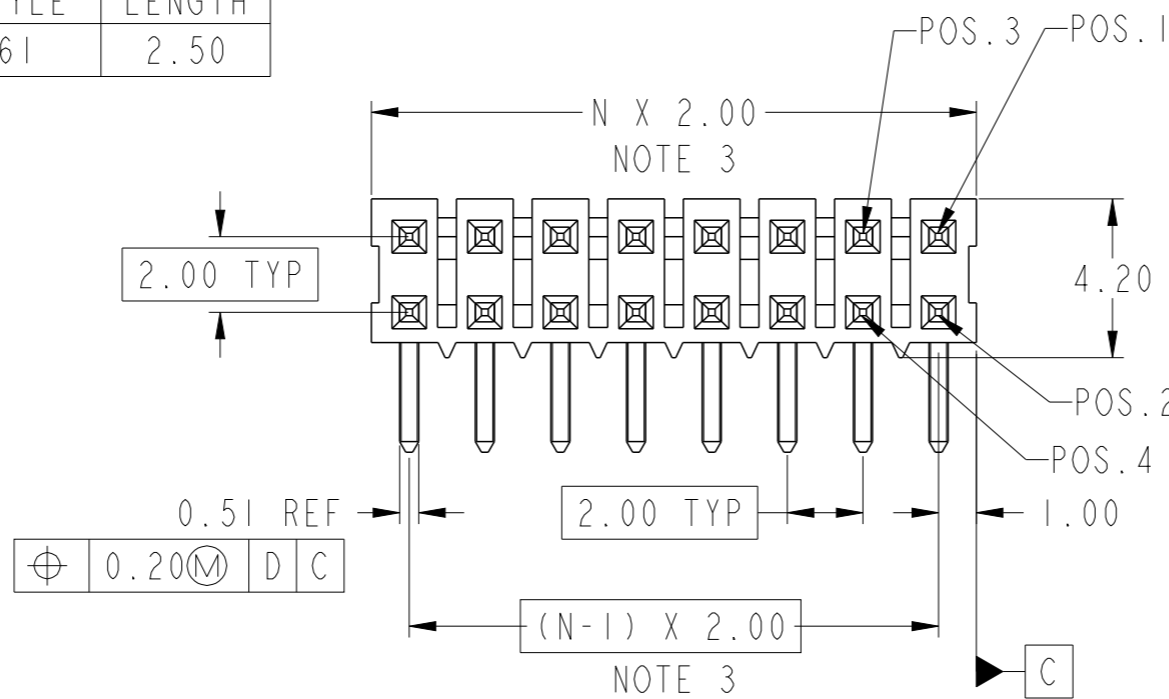 LENGTH
2.50
POS.3
POS.1
N X 2.00
NOTE 3
2.00 TYP
4.20
POS.2
POS.4
0.51 REF
2.00 TYP
1.00
⌖ 0.20Ⓜ D C
(N-1) X 2.00
NOTE 3
C